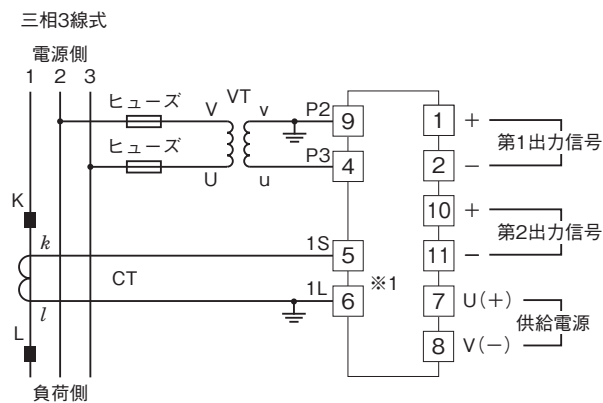 三相3線式
電源側
1 2 3
ヒューズ V VT v P2 9
ヒューズ U u P3 4
K
k 1S 5
CT
l 1L 6
L
負荷側
※1
1 +
2 −
第1出力信号
10 +
11 −
第2出力信号
7 U(+)
8 V(−)
供給電源